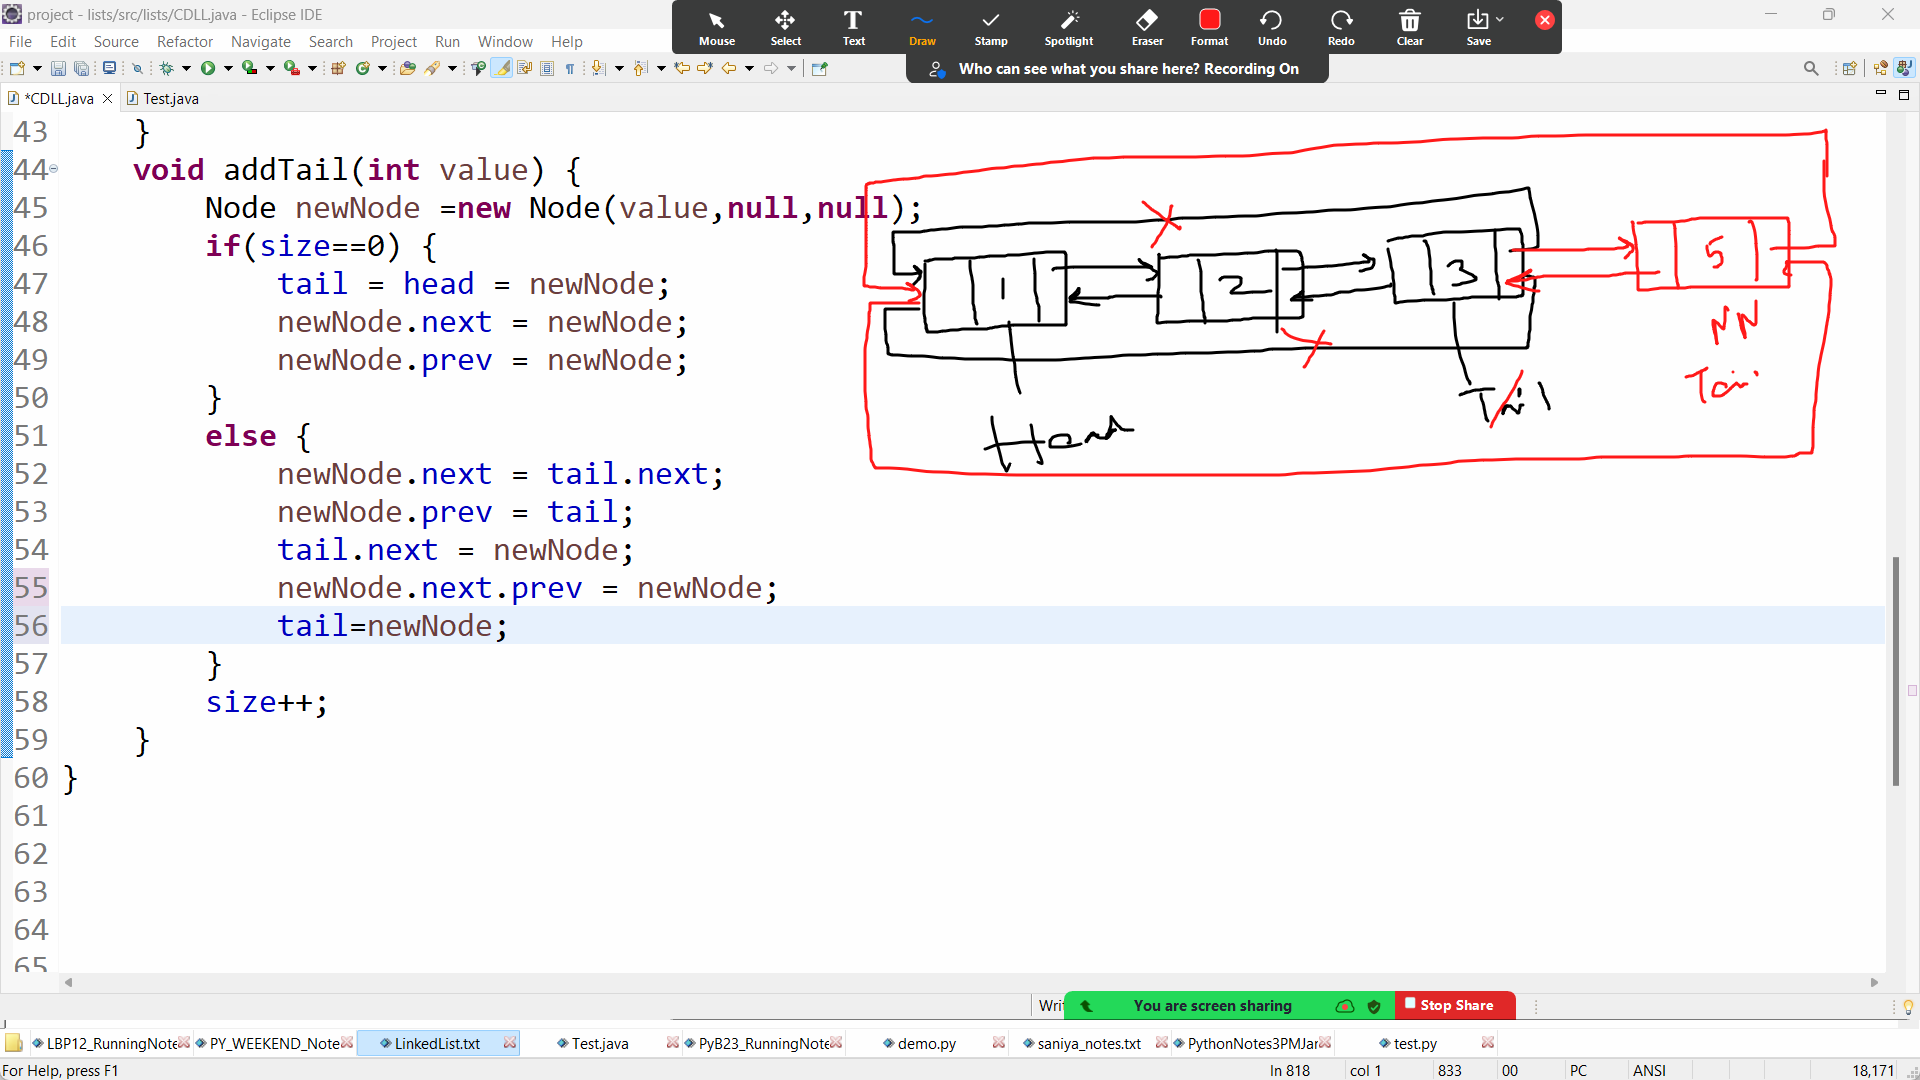 project - lists/src/lists/CDLL.java - Eclipse IDE
File Edit Source Refactor Navigate Search Project Run Window Help
Mouse Select Text Draw Stamp Spotlight Eraser Format Undo Redo Clear Save
Who can see what you share here? Recording On
*CDLL.java Test.java
43 }
44 void addTail(int value) {
45 Node newNode =new Node(value,null,null);
46 if(size==0) {
47 tail = head = newNode;
48 newNode.next = newNode;
49 newNode.prev = newNode;
50 }
51 else {
52 newNode.next = tail.next;
53 newNode.prev = tail;
54 tail.next = newNode;
55 newNode.next.prev = newNode;
56 tail=newNode;
57 }
58 size++;
59 }
60 }
61
62
63
64
65
1 2 3 5
NN
Head
Writ
You are screen sharing Stop Share
LBP12_RunningNote PY_WEEKEND_Note LinkedList.txt Test.java PyB23_RunningNote demo.py saniya_notes.txt PythonNotes3PMJar test.py
For Help, press F1 ln 818 col 1 833 00 PC ANSI 18,171